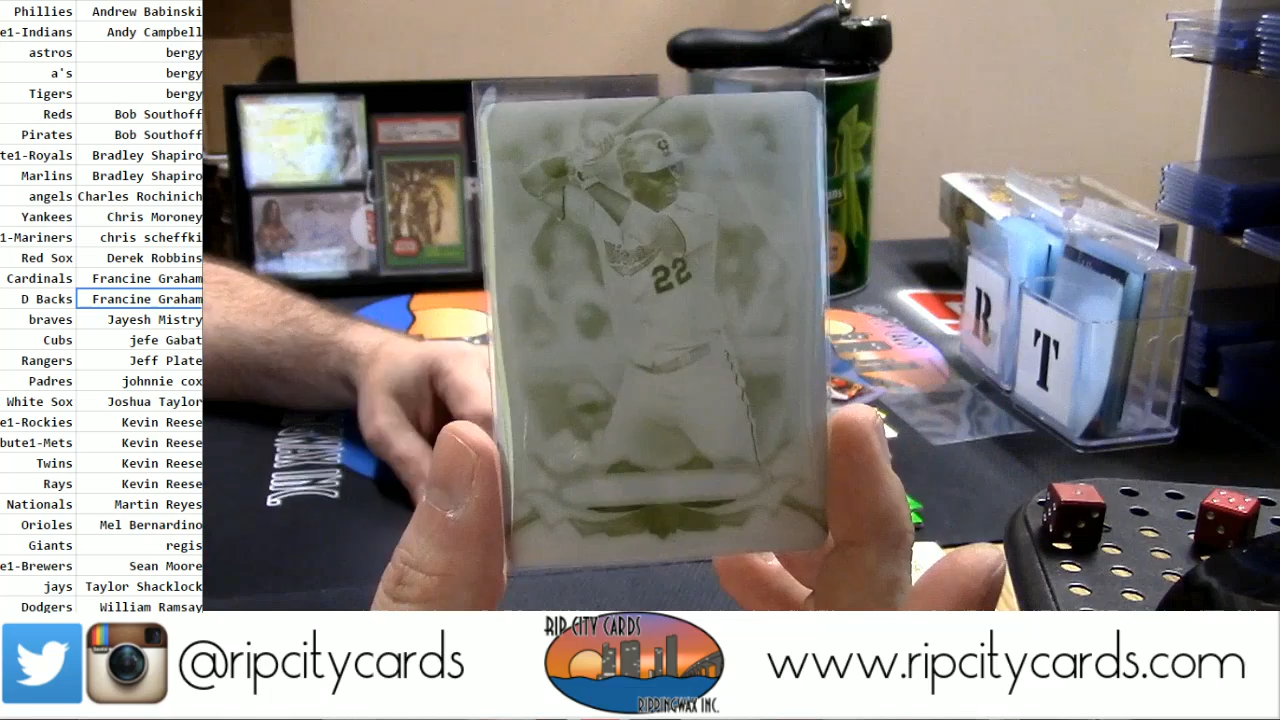 Phillies Andrew Babinski
e1-Indians Andy Campbell
astros bergy
a's bergy
Tigers bergy
Reds Bob Southoff
Pirates Bob Southoff
te1-Royals Bradley Shapiro
Marlins Bradley Shapiro
angels Charles Rochinich
Yankees Chris Moroney
1-Mariners chris scheffki
Red Sox Derek Robbins
Cardinals Francine Graham
D Backs Francine Graham
braves Jayesh Mistry
Cubs jefe Gabat
Rangers Jeff Plate
Padres johnnie cox
White Sox Joshua Taylor
e1-Rockies Kevin Reese
bute1-Mets Kevin Reese
Twins Kevin Reese
Rays Kevin Reese
Nationals Martin Reyes
Orioles Mel Bernardino
Giants regis
e1-Brewers Sean Moore
jays Taylor Shacklock
Dodgers William Ramsay
22
R
T
@ripcitycards
RIP CITY CARDS
RIPPINGWAX INC.
www.ripcitycards.com